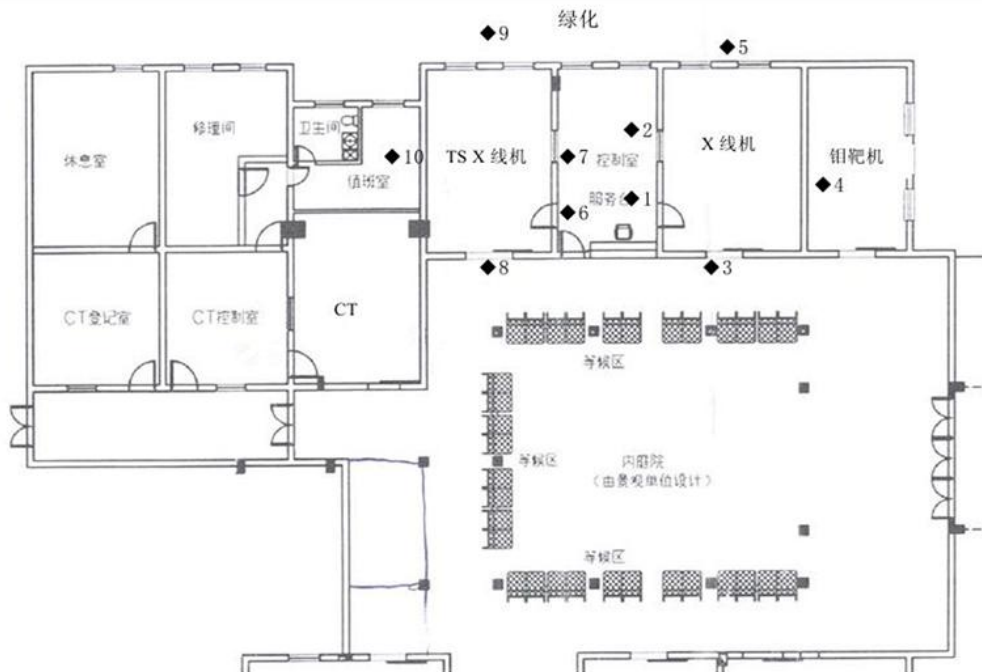 绿化
◆9
◆5
休息室
修理间
卫生间
◆10
值班室
TS X 线机
◆7
控制室
◆2
服务台
◆1
◆6
X 线机
钼靶机
◆4
◆8
◆3
CT登记室
CT控制室
CT
等候区
等候区
内庭院
（由景观单位设计）
等候区